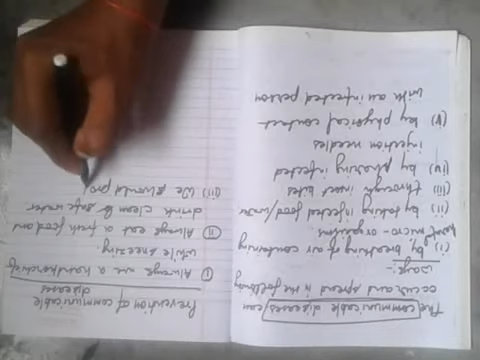 The communicable diseases can
occur and spread in the following
ways:-
(i) by breathing of air containing
micro-organisms
(ii) by taking infected food/water
(iii) through insect bites
(iv) by sharing infected
injection needles
(v) by physical contact
with an infected person
Prevention of communicable
diseases
(i) Always use a handkerchief
while sneezing
(ii) Always eat a fresh food and
drink clean & safe water
(iii) We should pro